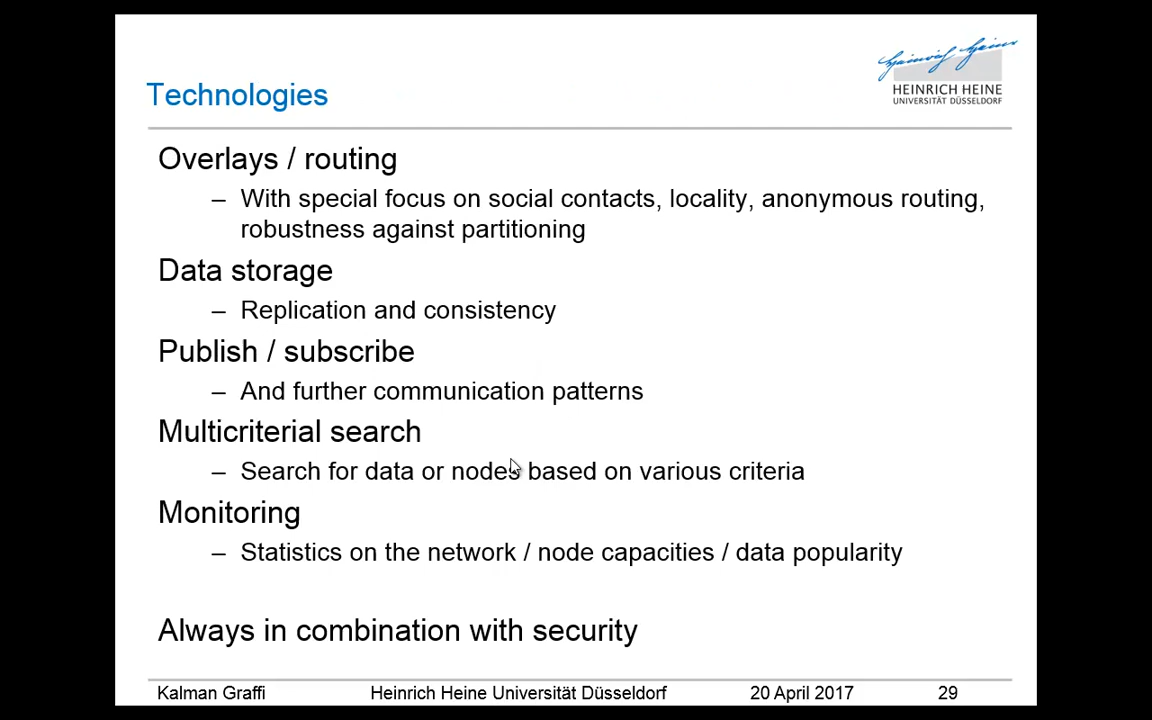 Heinrich Heine
HEINRICH HEINE
UNIVERSITÄT DÜSSELDORF
Technologies
Overlays / routing
– With special focus on social contacts, locality, anonymous routing,
robustness against partitioning
Data storage
– Replication and consistency
Publish / subscribe
– And further communication patterns
Multicriterial search
– Search for data or nodes based on various criteria
Monitoring
– Statistics on the network / node capacities / data popularity
Always in combination with security
Kalman Graffi Heinrich Heine Universität Düsseldorf 20 April 2017 29